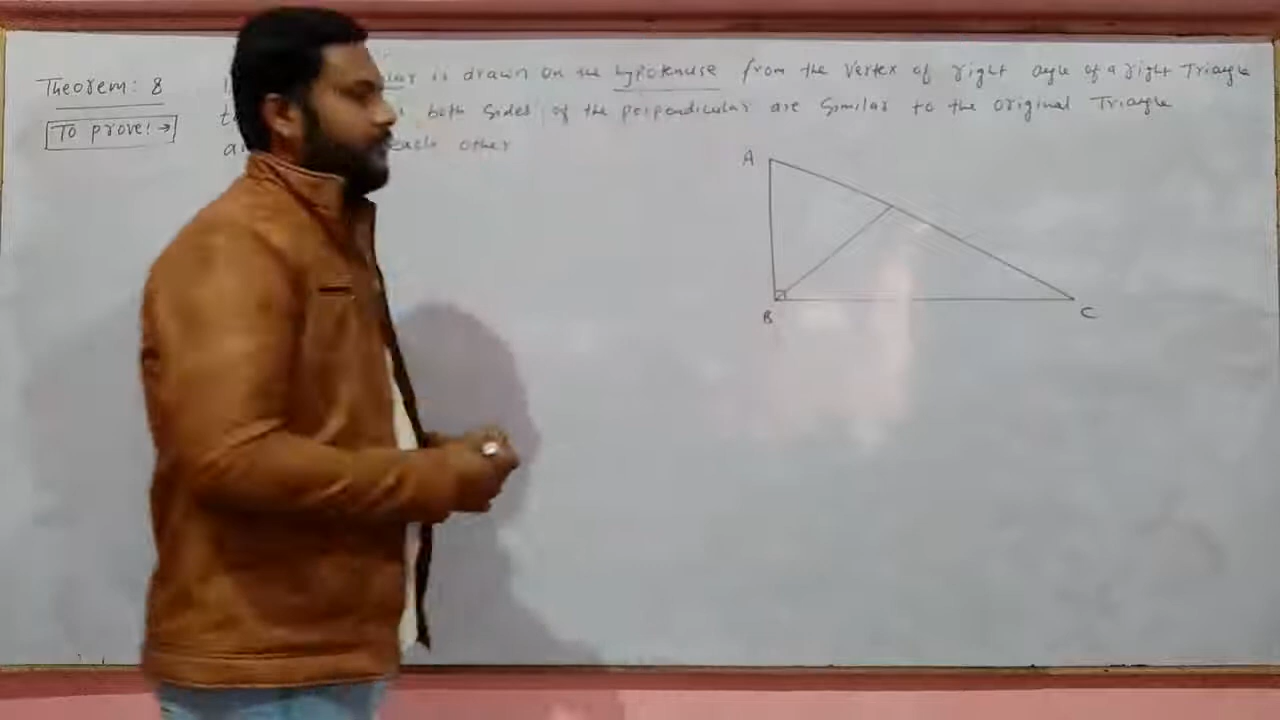 Theorem: 8
is drawn on the hypotenuse from the vertex of right angle of a right Triangle
To prove:→
both sides of the perpendicular are similar to the original Triangle
each other
A
B
C